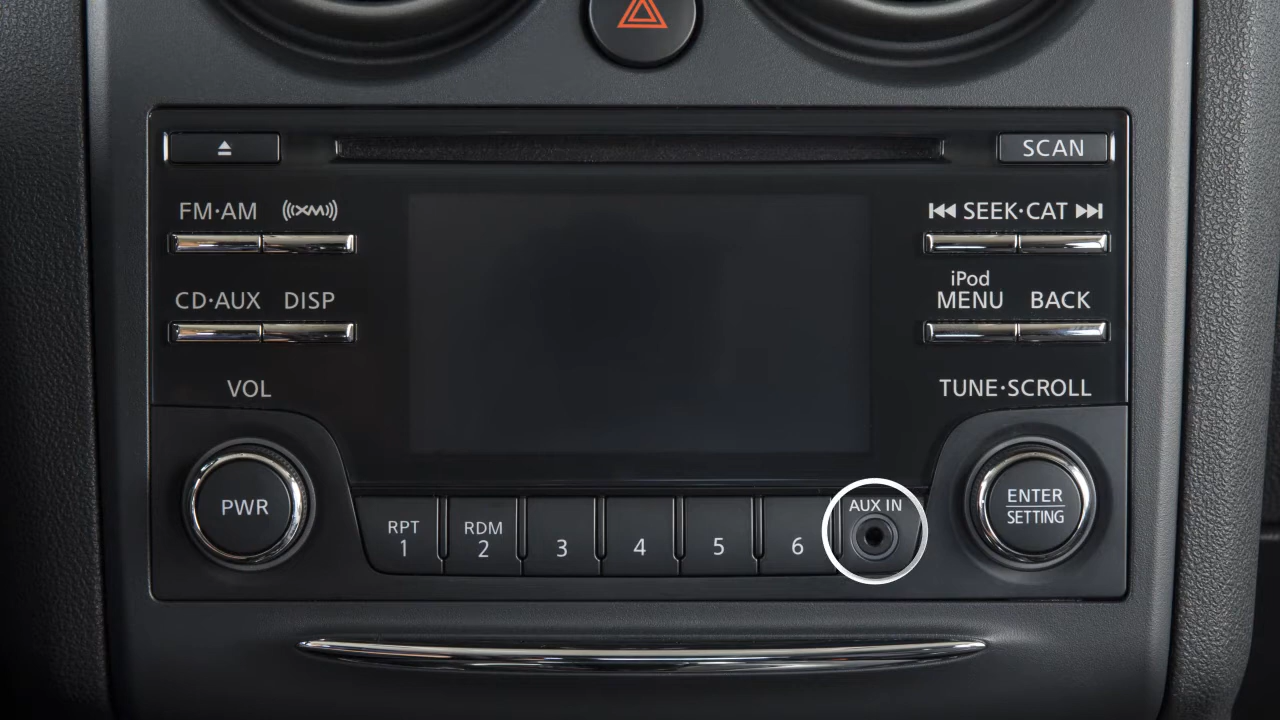 SCAN
FM·AM XM
SEEK·CAT
iPod
CD·AUX DISP
MENU BACK
VOL
TUNE·SCROLL
PWR
RPT
1
RDM
2
3
4
5
6
AUX IN
ENTER
SETTING